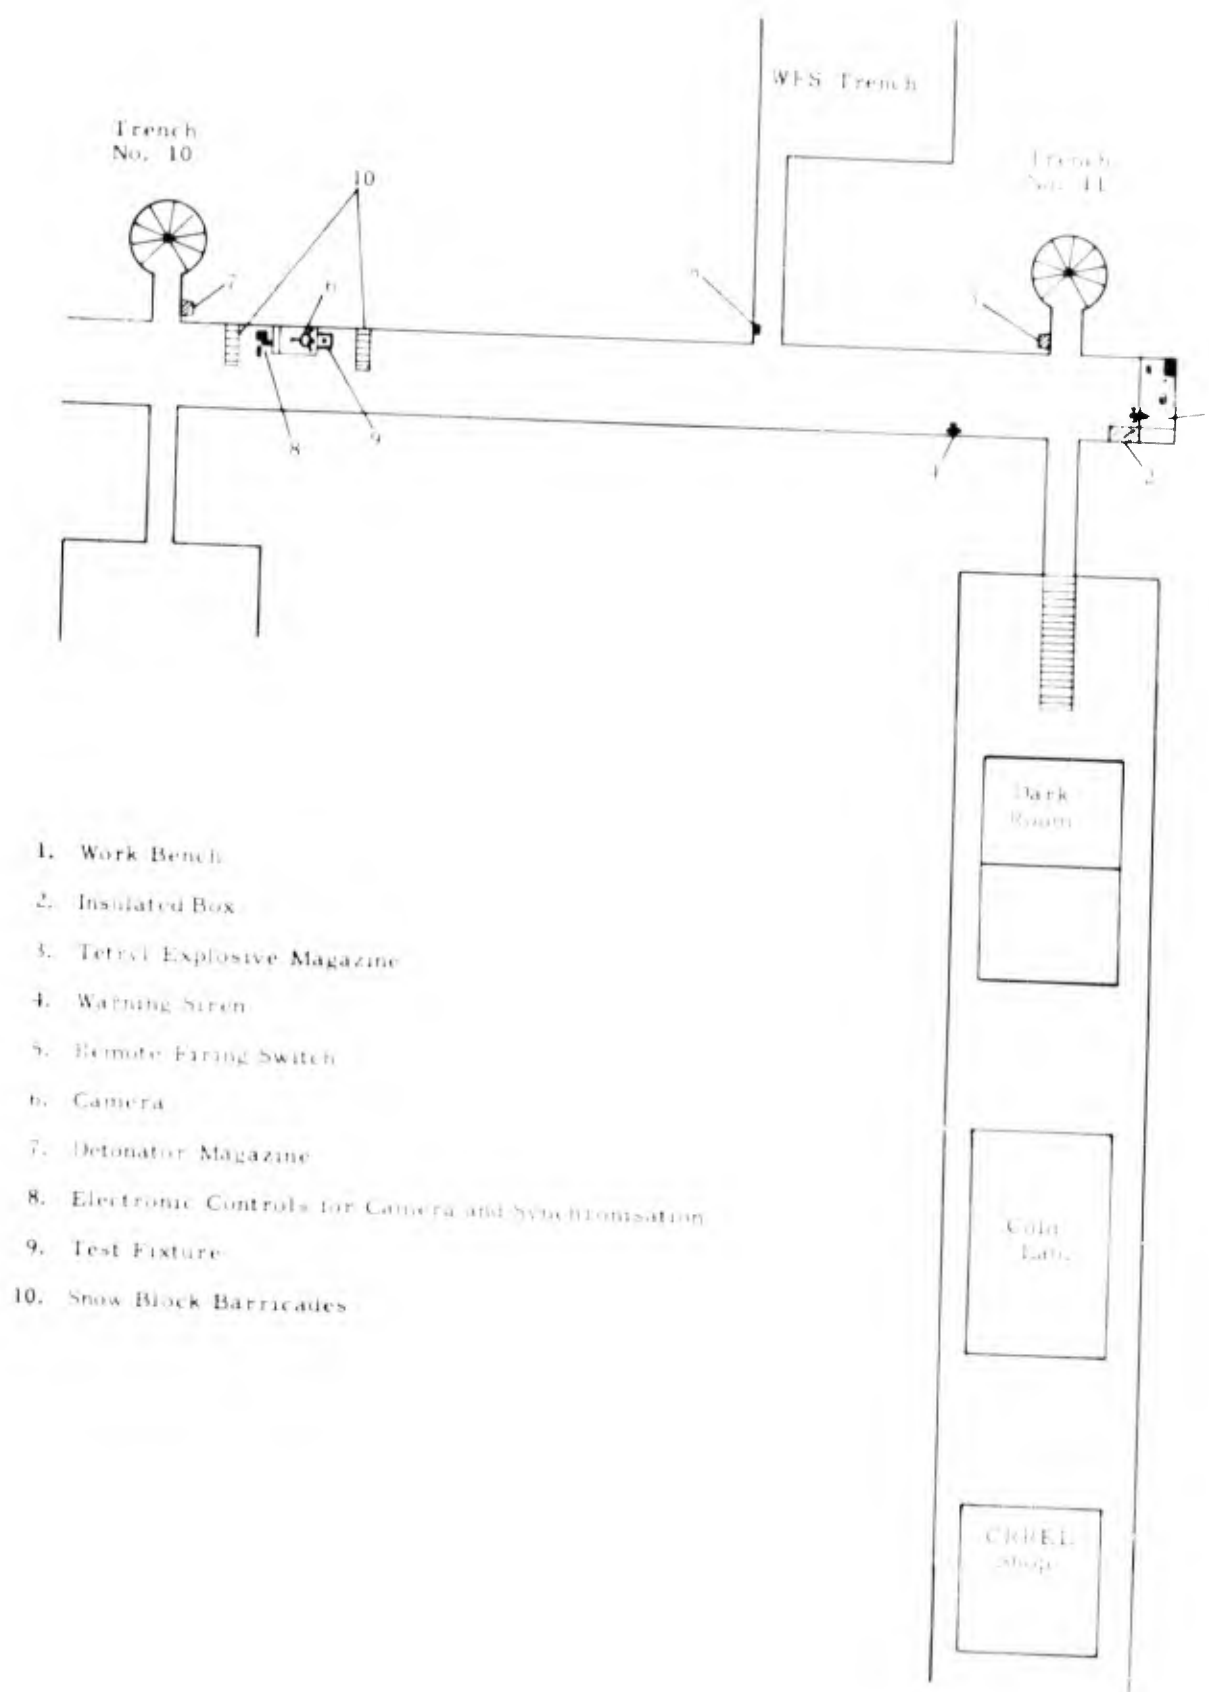 WFS Trench
Trench
No. 10
Trench
No. 11
10
7
6
3
8
9
4
2
Dark
Room
1. Work Bench
2. Insulated Box
3. Tetryl Explosive Magazine
4. Warning Siren
5. Remote Firing Switch
6. Camera
7. Detonator Magazine
8. Electronic Controls for Camera and Synchronisation
9. Test Fixture
10. Snow Block Barricades
Cold
Lab.
CRREL
Shop